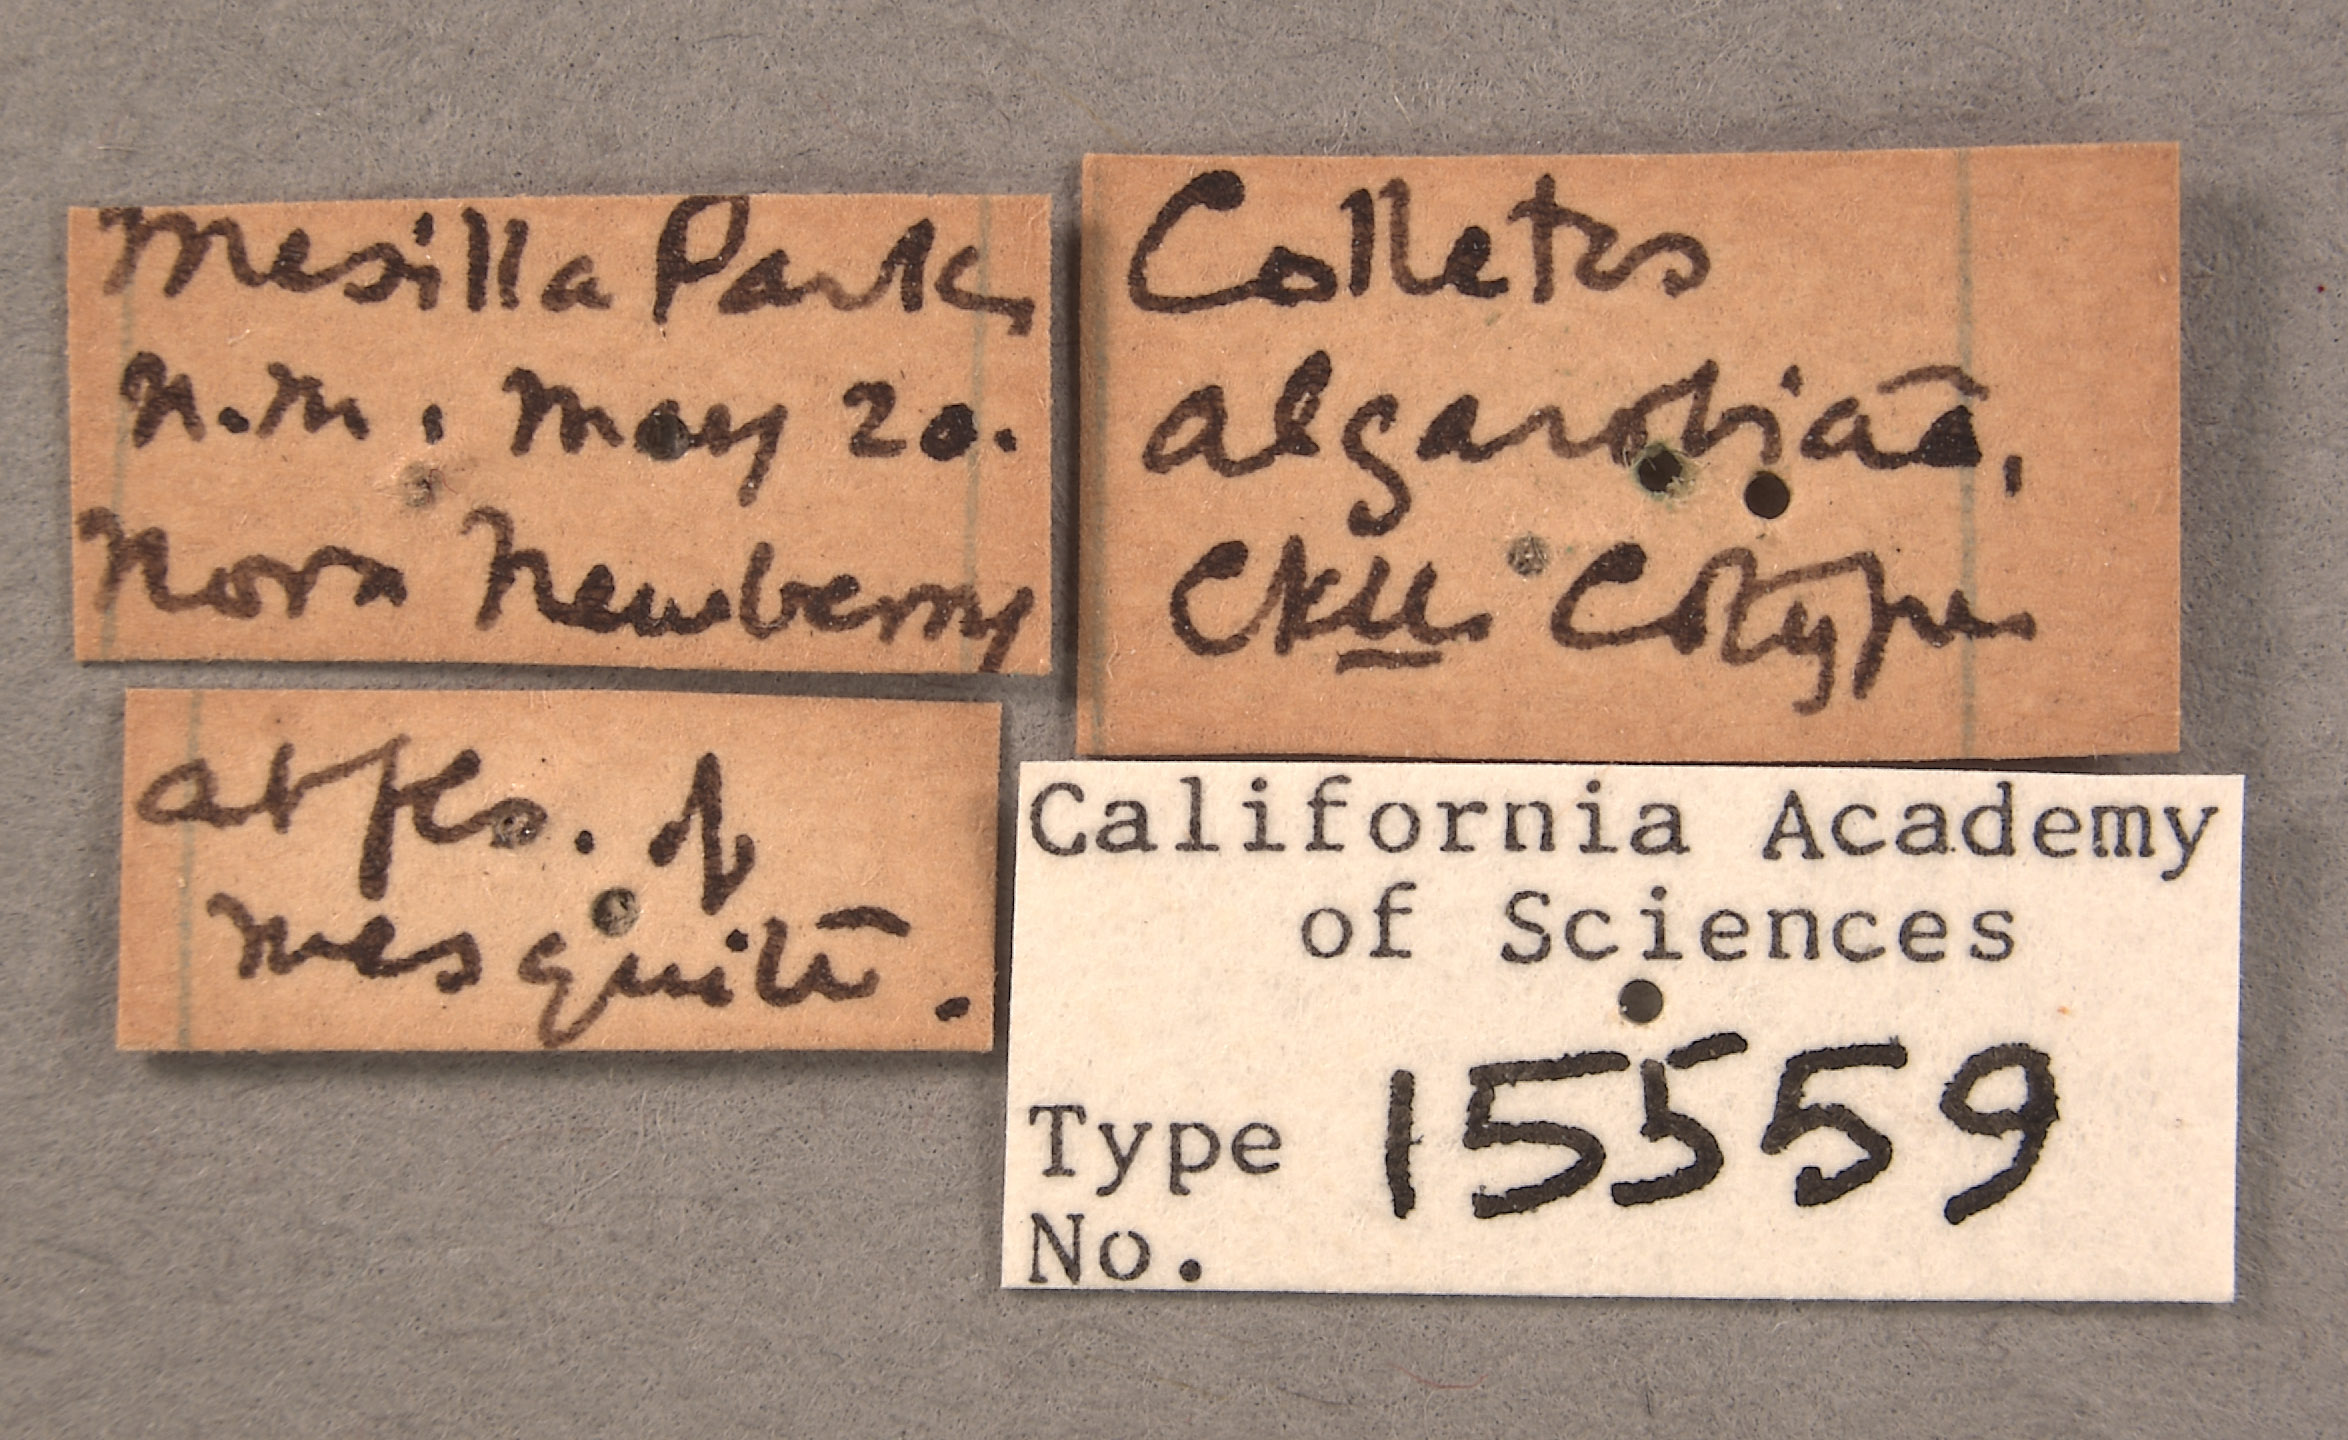 Mesilla Park,
N.M. May 20.
Nora Newberry
at fls. of
mesquite.
Colletes
algarobiae,
Ckll. Cotype
California Academy
of Sciences
Type 15559
No.